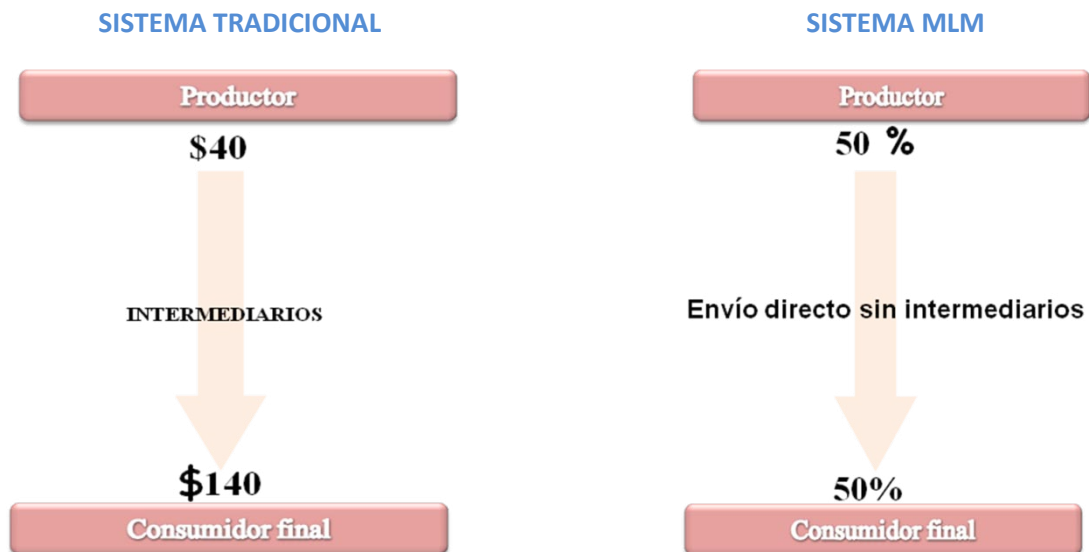 SISTEMA TRADICIONAL
Productor
$40
INTERMEDIARIOS
$140
Consumidor final
SISTEMA MLM
Productor
50 %
Envío directo sin intermediarios
50%
Consumidor final